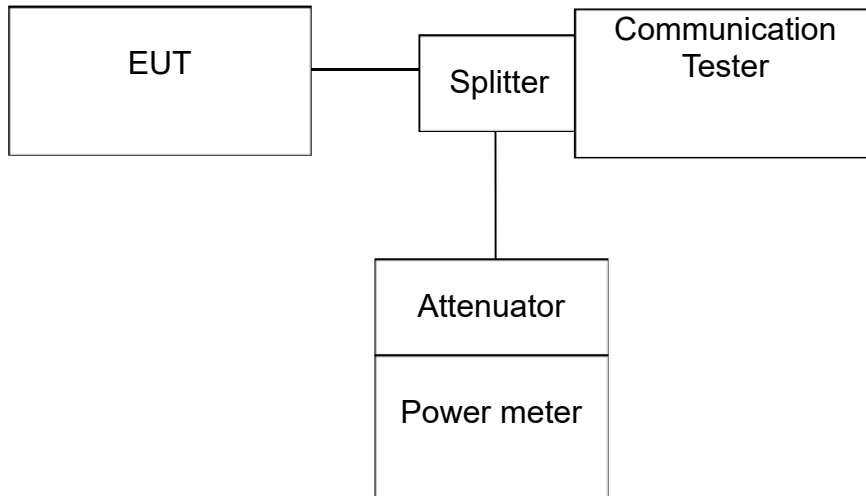 EUT
Splitter
Communication
Tester
Attenuator
Power meter